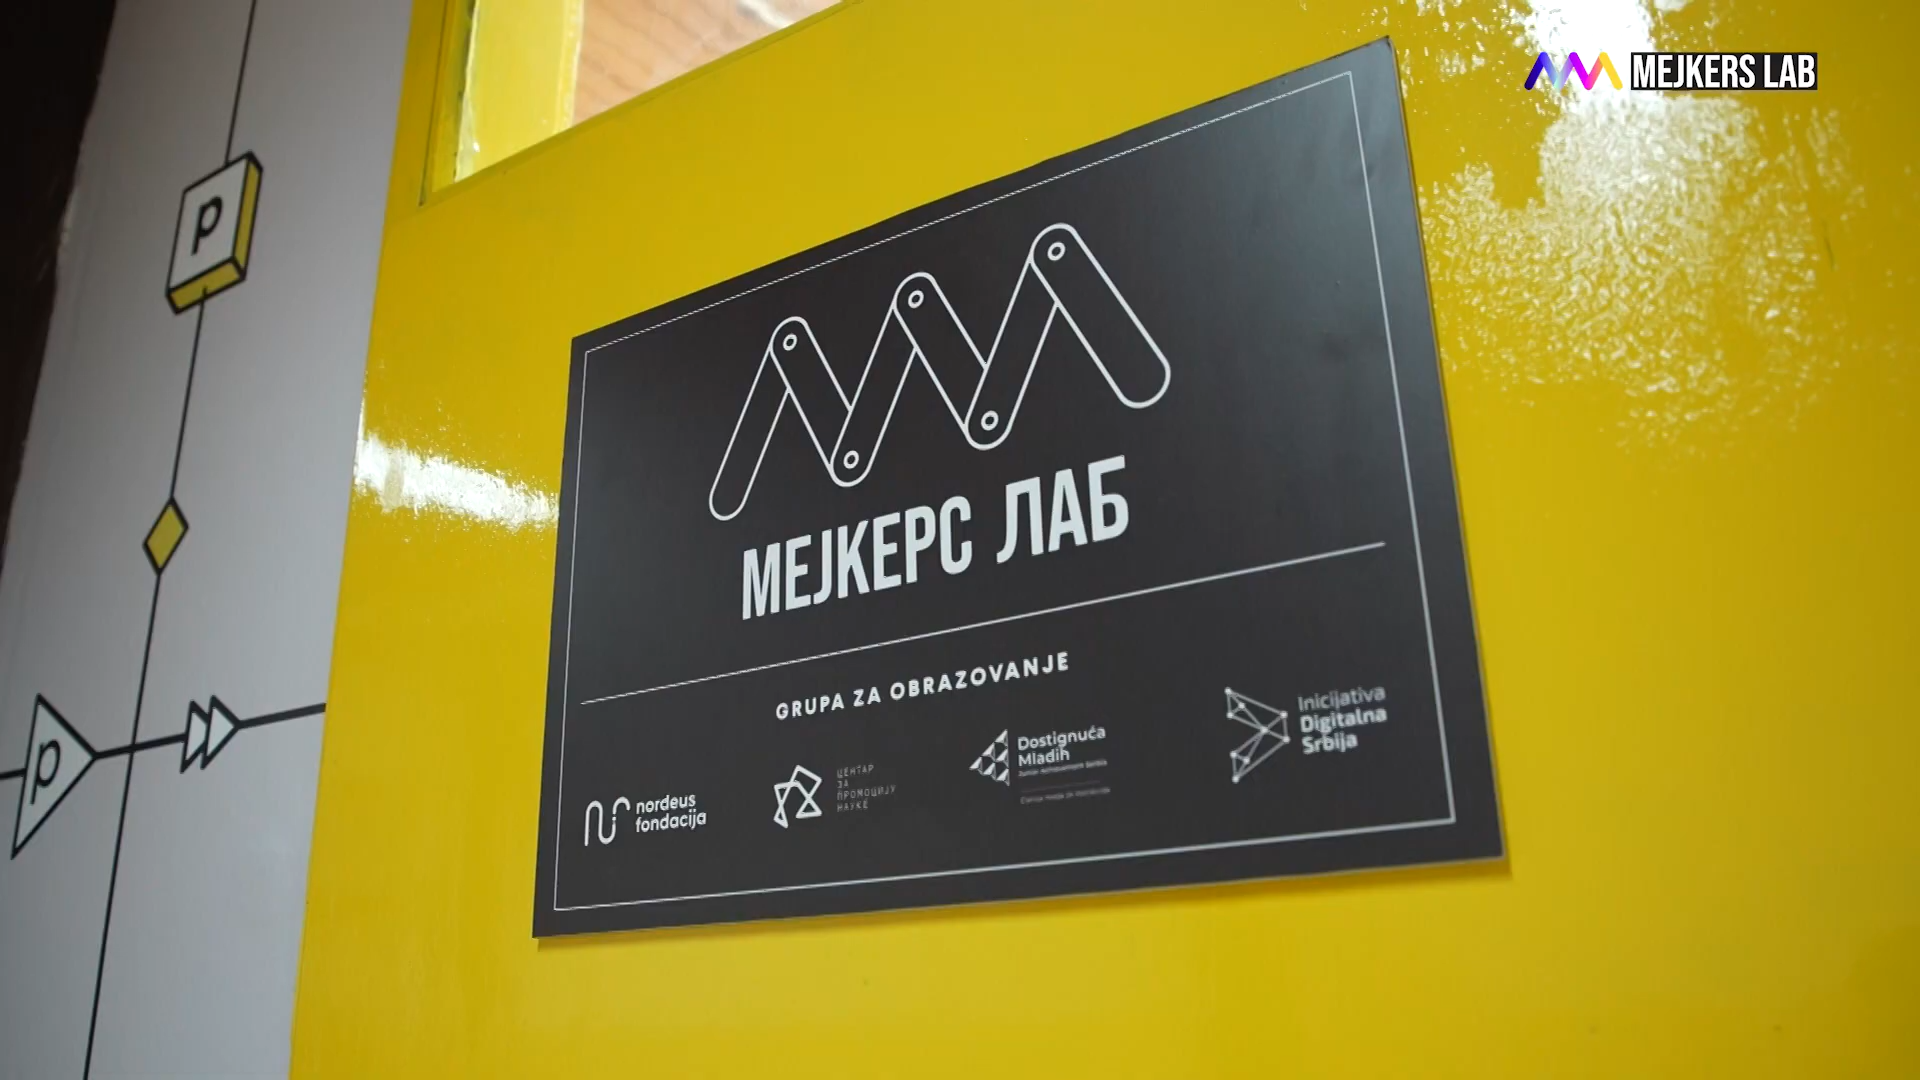 MEJKERS LAB
P
МЕЈКЕРС ЛАБ
GRUPA ZA OBRAZOVANJE
P
nordeus
fondacija
ЦЕНТАР
ЗА
ПРОМОЦИЈУ
НАУКЕ
Dostignuća
Mladih
Inicijativa
Digitalna
Srbija